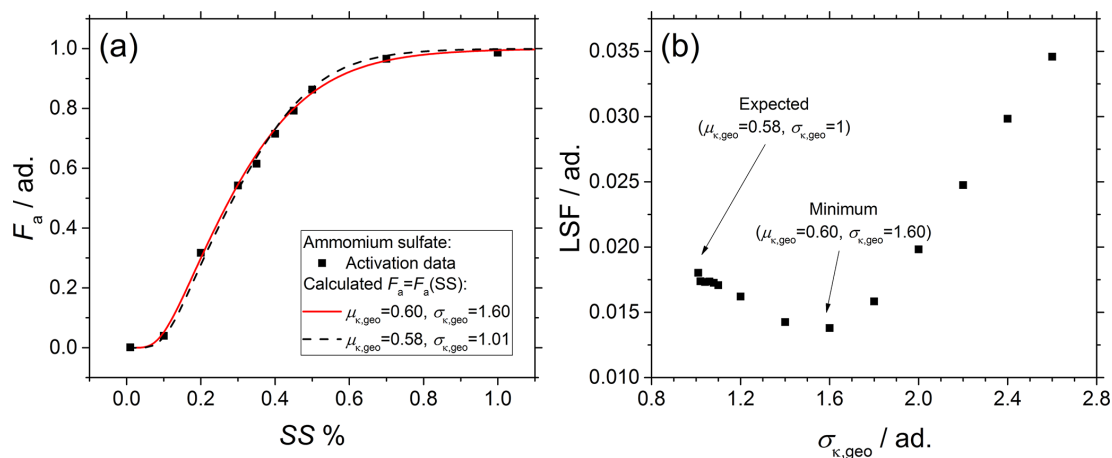 (a)
1.0
0.8
0.6
0.4
0.2
0.0
F_a / ad.
Ammomium sulfate:
Activation data
Calculated F_a=F_a(SS):
μ_κ,geo=0.60, σ_κ,geo=1.60
μ_κ,geo=0.58, σ_κ,geo=1.01
0.0 0.2 0.4 0.6 0.8 1.0
SS %
(b)
0.035
0.030
0.025
0.020
0.015
0.010
LSF / ad.
Expected
(μ_κ,geo=0.58, σ_κ,geo=1)
Minimum
(μ_κ,geo=0.60, σ_κ,geo=1.60)
0.8 1.2 1.6 2.0 2.4 2.8
σ_κ,geo / ad.